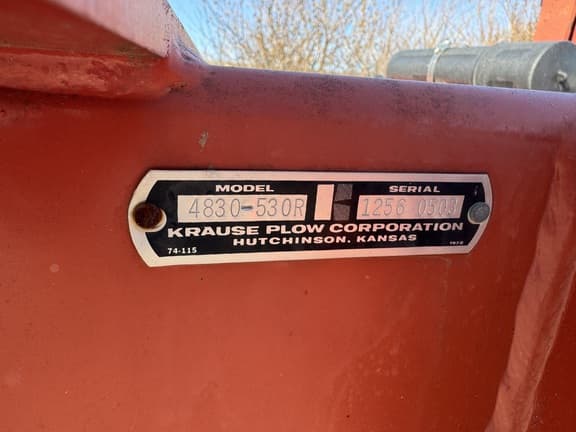 MODEL SERIAL
4830-530R 1256 0503
KRAUSE PLOW CORPORATION
HUTCHINSON, KANSAS
74-115